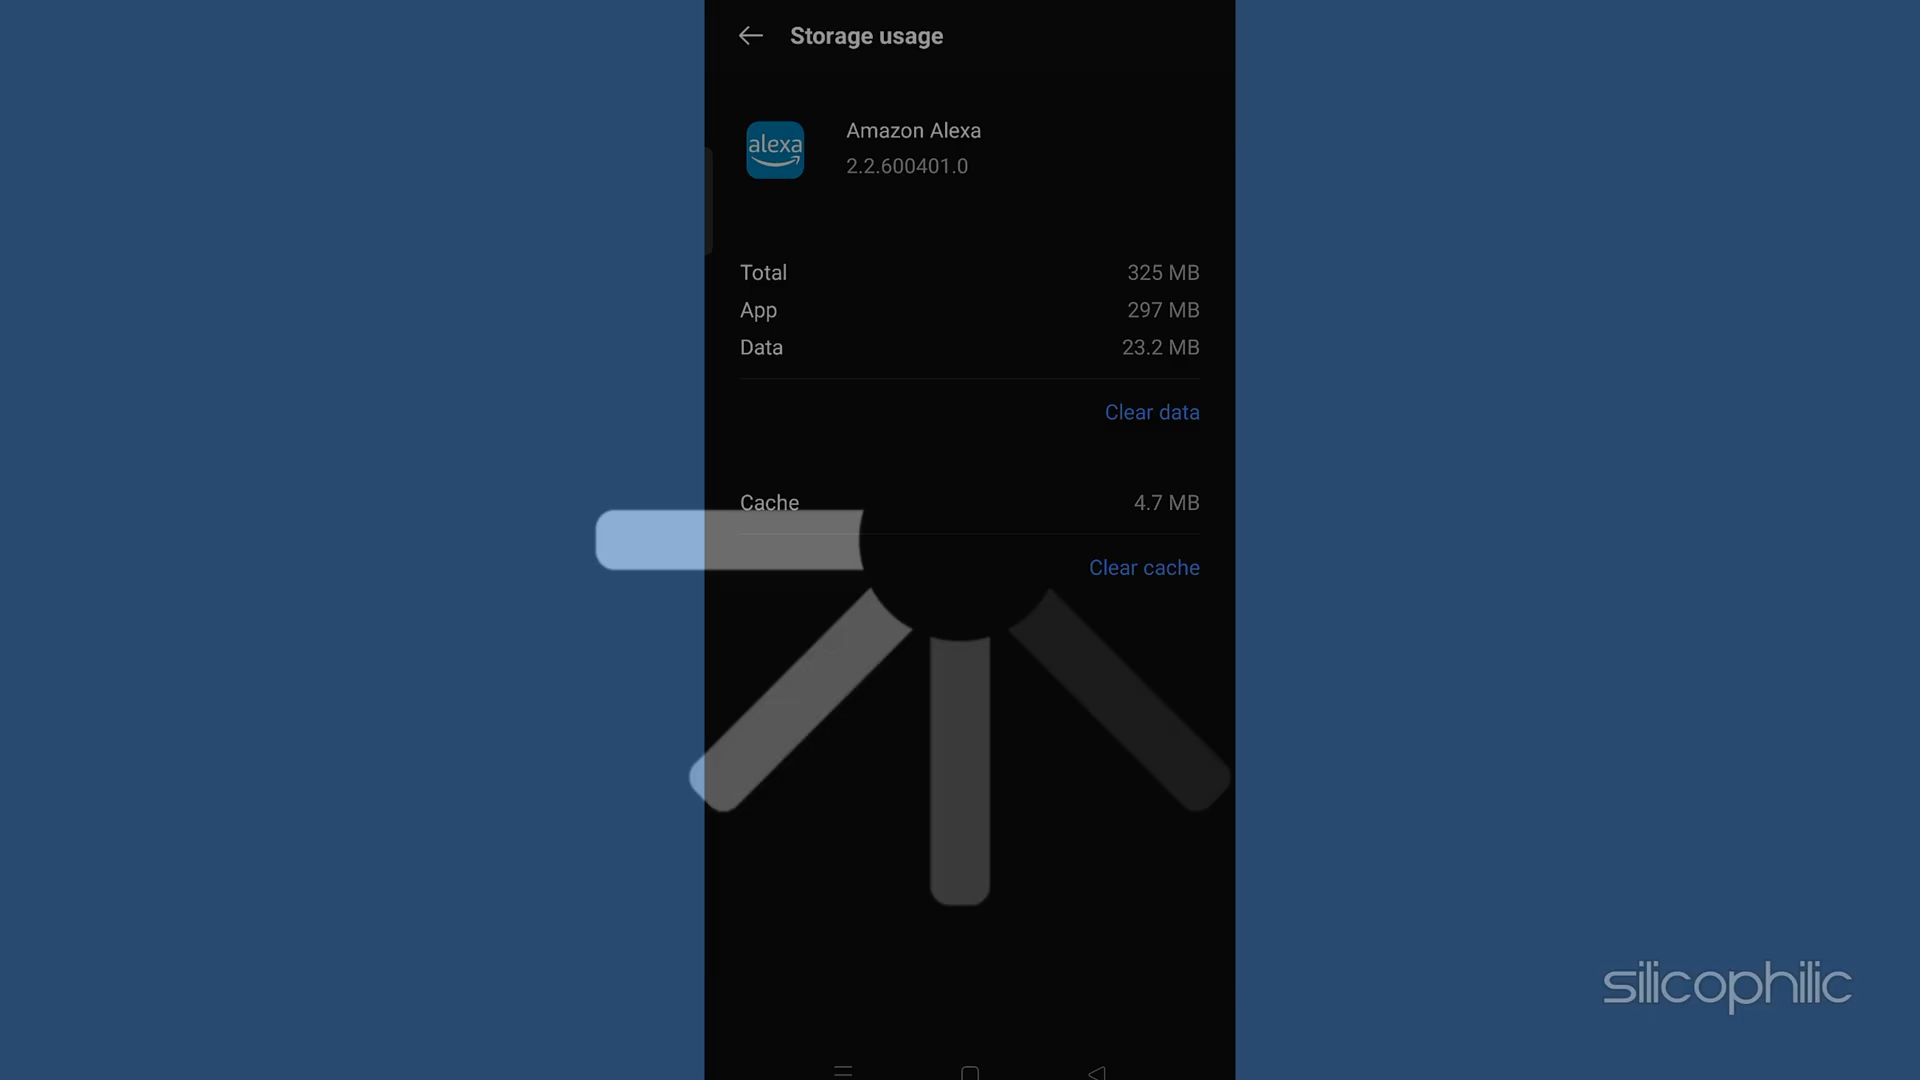 Storage usage
alexa
Amazon Alexa
2.2.600401.0
Total 325 MB
App 297 MB
Data 23.2 MB
Clear data
Cache 4.7 MB
Clear cache
silicophilic